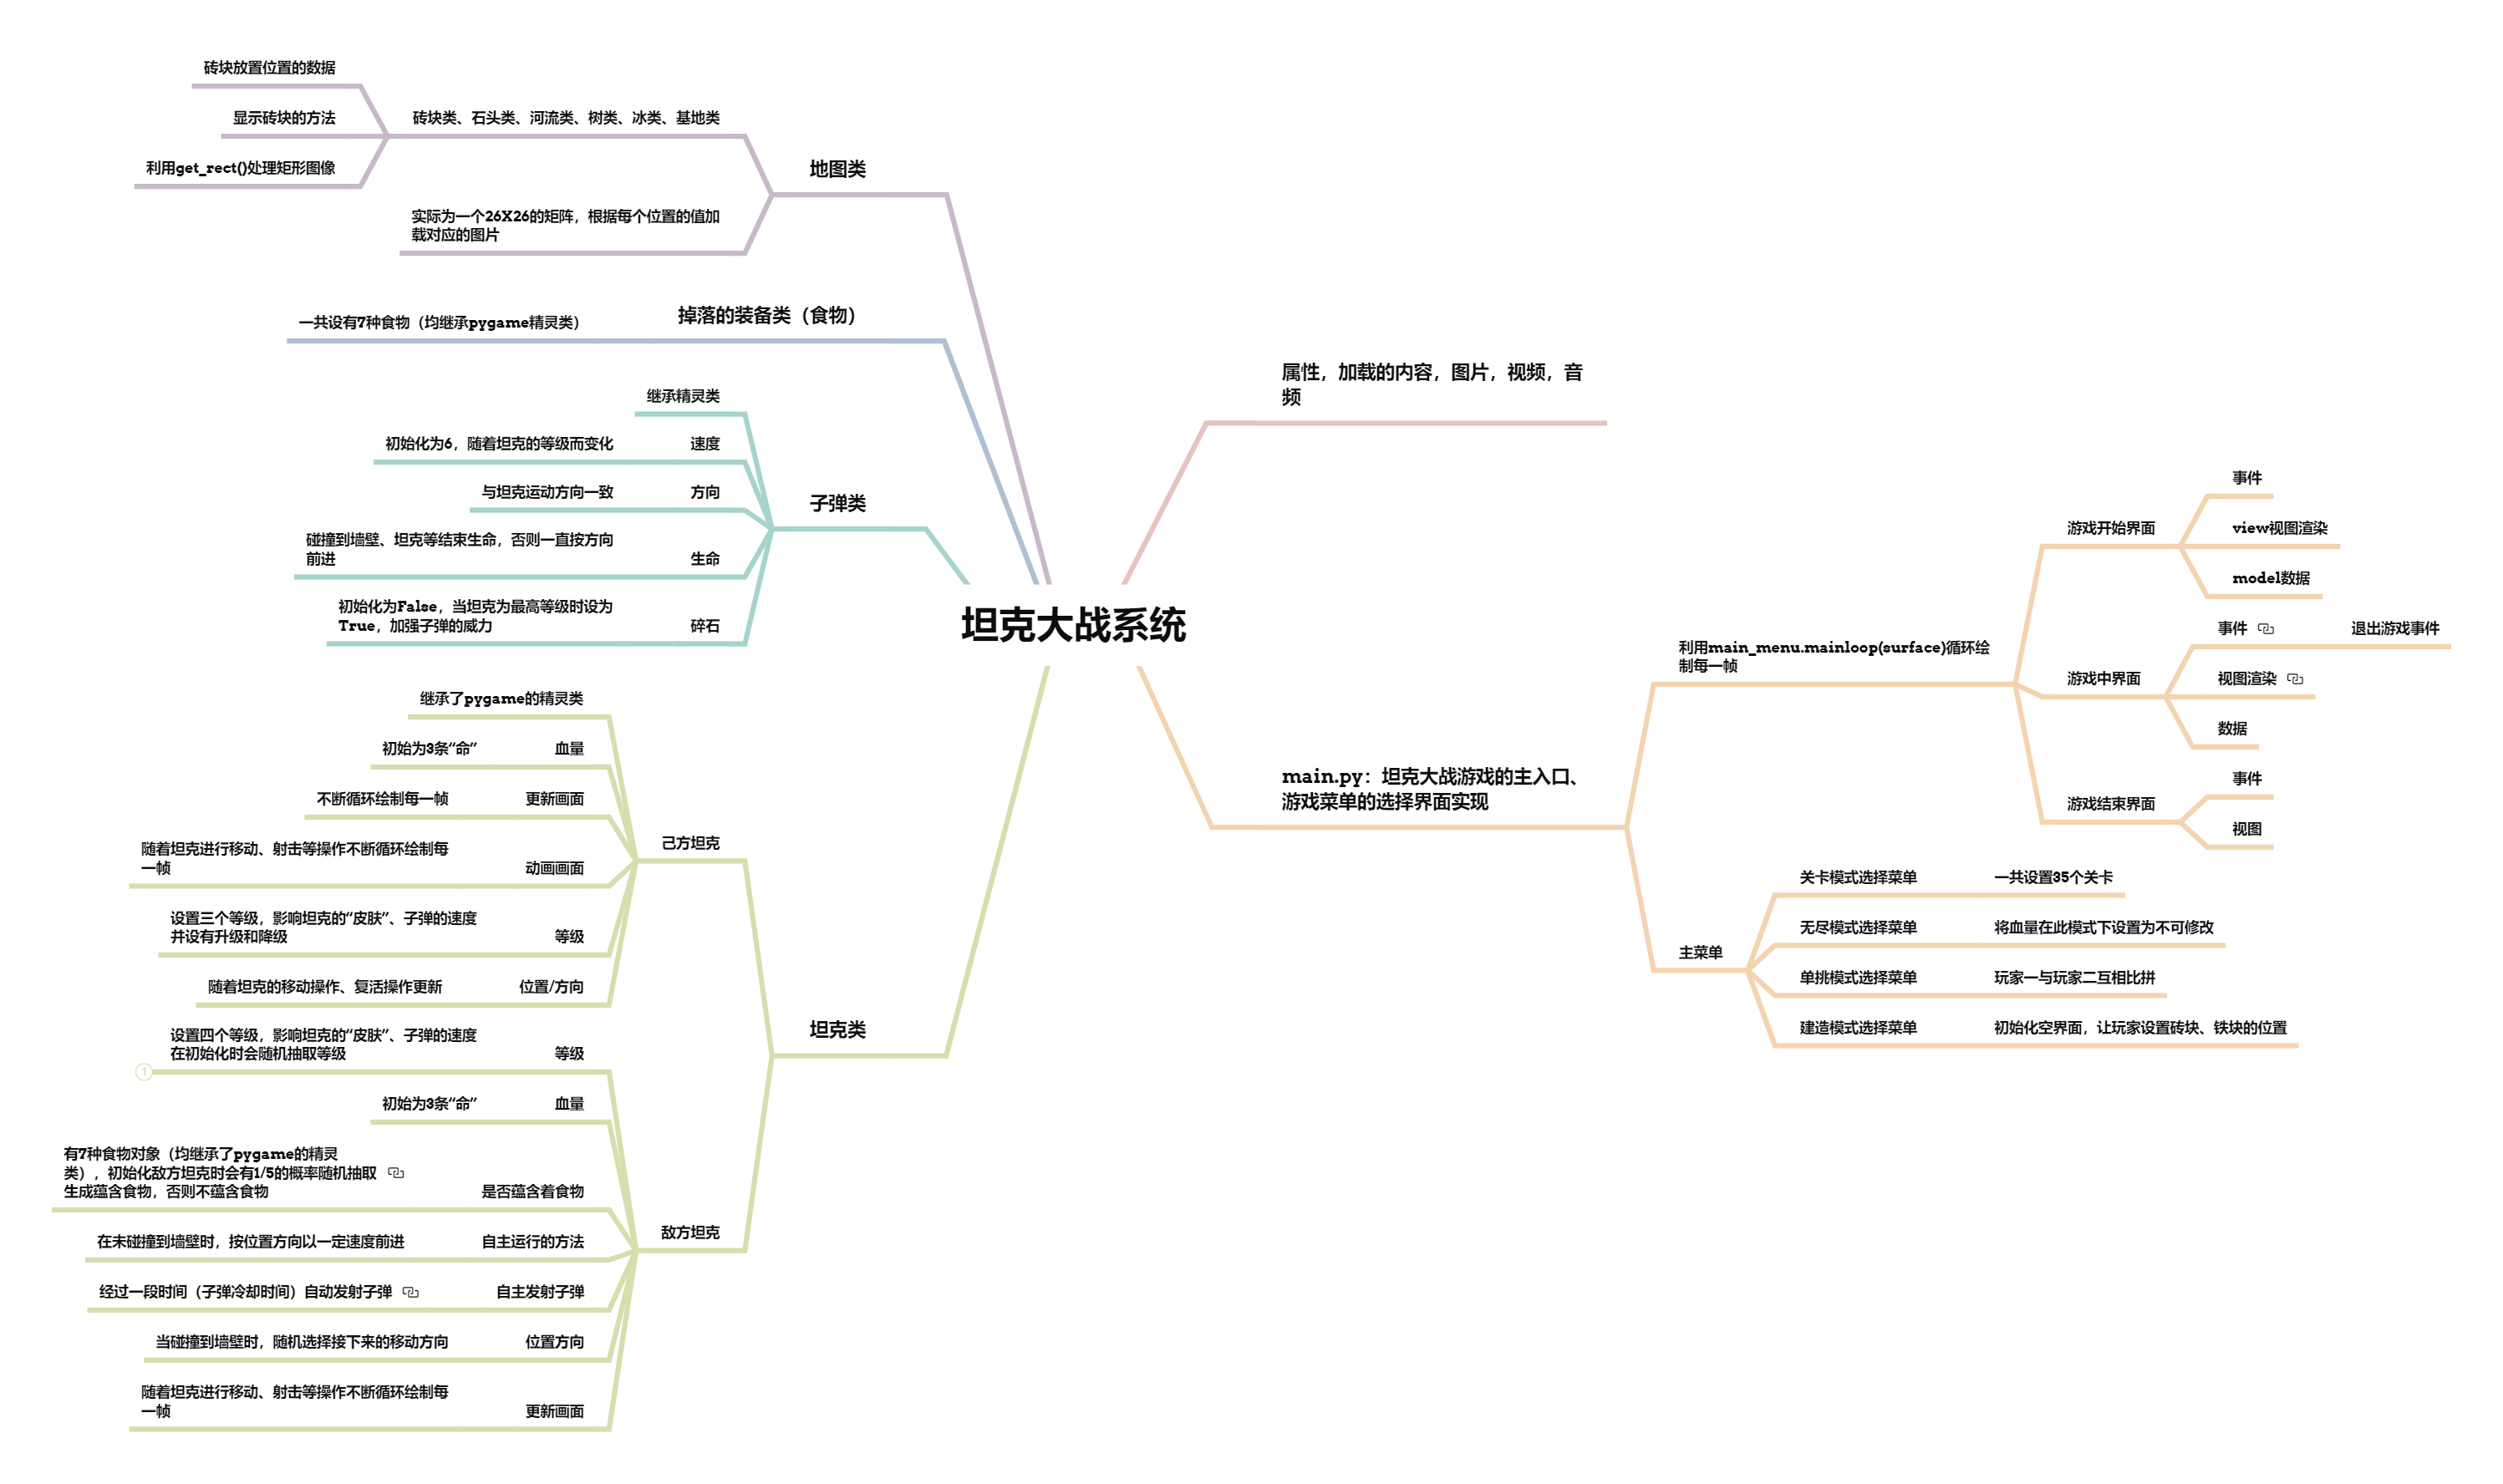 坦克大战系统
地图类
砖块类、石头类、河流类、树类、冰类、基地类
砖块放置位置的数据
显示砖块的方法
利用get_rect()处理矩形图像
实际为一个26X26的矩阵，根据每个位置的值加
载对应的图片
掉落的装备类（食物）
一共设有7种食物（均继承pygame精灵类）
子弹类
继承精灵类
速度
初始化为6，随着坦克的等级而变化
方向
与坦克运动方向一致
生命
碰撞到墙壁、坦克等结束生命，否则一直按方向
前进
碎石
初始化为False，当坦克为最高等级时设为
True，加强子弹的威力
坦克类
己方坦克
继承了pygame的精灵类
血量
初始为3条“命”
更新画面
不断循环绘制每一帧
动画画面
随着坦克进行移动、射击等操作不断循环绘制每
一帧
等级
设置三个等级，影响坦克的“皮肤”、子弹的速度
并设有升级和降级
位置/方向
随着坦克的移动操作、复活操作更新
敌方坦克
等级
设置四个等级，影响坦克的“皮肤”、子弹的速度
在初始化时会随机抽取等级
1
血量
初始为3条“命”
是否蕴含着食物
有7种食物对象（均继承了pygame的精灵
类），初始化敌方坦克时会有1/5的概率随机抽取
生成蕴含食物，否则不蕴含食物
自主运行的方法
在未碰撞到墙壁时，按位置方向以一定速度前进
自主发射子弹
经过一段时间（子弹冷却时间）自动发射子弹
位置方向
当碰撞到墙壁时，随机选择接下来的移动方向
更新画面
随着坦克进行移动、射击等操作不断循环绘制每
一帧
属性，加载的内容，图片，视频，音
频
main.py：坦克大战游戏的主入口、
游戏菜单的选择界面实现
利用main_menu.mainloop(surface)循环绘
制每一帧
游戏开始界面
事件
view视图渲染
model数据
游戏中界面
事件
退出游戏事件
视图渲染
数据
游戏结束界面
事件
视图
主菜单
关卡模式选择菜单
一共设置35个关卡
无尽模式选择菜单
将血量在此模式下设置为不可修改
单挑模式选择菜单
玩家一与玩家二互相比拼
建造模式选择菜单
初始化空界面，让玩家设置砖块、铁块的位置